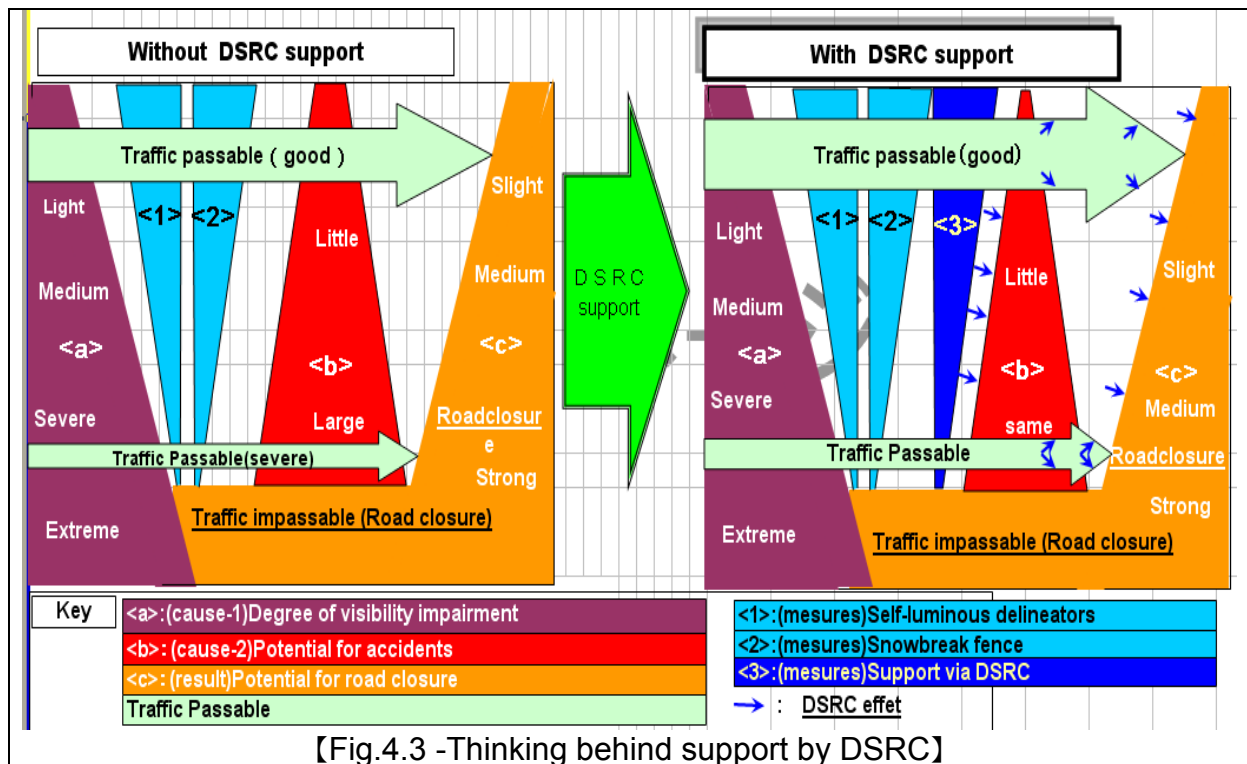 Without DSRC support
Traffic passable ( good )
Light
<1>
<2>
Slight
Little
Medium
Medium
<a>
<c>
<b>
Severe
Large
Roadclosur
e
Traffic Passable(severe)
Strong
Traffic impassable (Road closure)
Extreme
DSRC
support
With DSRC support
Traffic passable(good)
Light
<1>
<2>
<3>
Slight
Little
Medium
<a>
<b>
<c>
Severe
Medium
same
Traffic Passable
Roadclosure
Strong
Extreme
Traffic impassable (Road closure)
Key
<a>:(cause-1)Degree of visibility impairment
<b>: (cause-2)Potential for accidents
<c>: (result)Potential for road closure
Traffic Passable
<1>:(mesures)Self-luminous delineators
<2>:(mesures)Snowbreak fence
<3>:(mesures)Support via DSRC
: DSRC effet
【Fig.4.3 -Thinking behind support by DSRC】